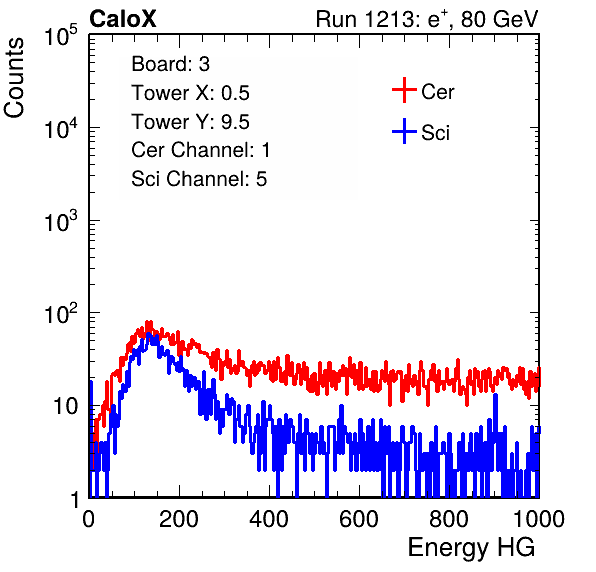 CaloX Run 1213: e⁺, 80 GeV
Counts
Board: 3
Tower X: 0.5
Tower Y: 9.5
Cer Channel: 1
Sci Channel: 5
Cer
Sci
10⁵
10⁴
10³
10²
10
1
0 200 400 600 800 1000
Energy HG